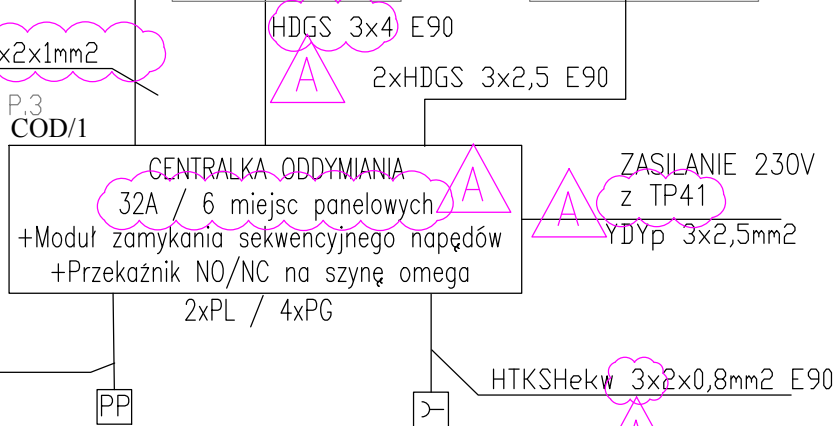 HDGS 3x4 E90
x2x1mm2
2xHDGS 3x2,5 E90
A
P.3
COD/1
CENTRALKA ODDYMIANIA
32A / 6 miejsc panelowych
A
+Moduł zamykania sekwencyjnego napędów
+Przekaźnik NO/NC na szynę omega
ZASILANIE 230V
z TP41
A
YDYp 3x2,5mm2
2xPL / 4xPG
HTKSHekw 3x2x0,8mm2 E90
PP